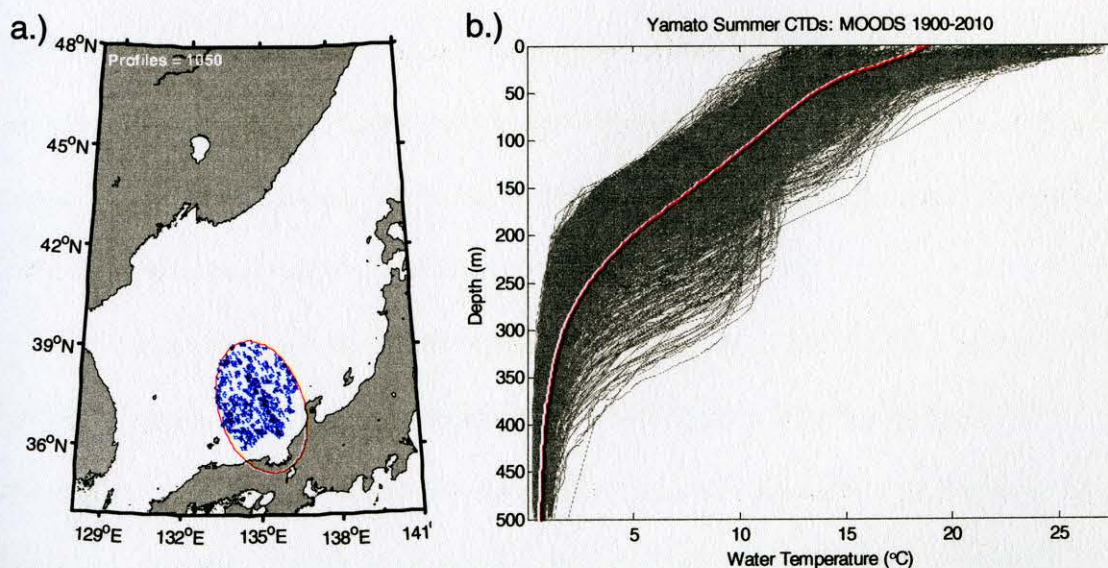 a.)
48°N
Profiles = 1050
45°N
42°N
39°N
36°N
129°E 132°E 135°E 138°E 141°
b.)
Yamato Summer CTDs: MOODS 1900-2010
0
50
100
150
200
250
300
350
400
450
500
Depth (m)
5 10 15 20 25
Water Temperature (°C)